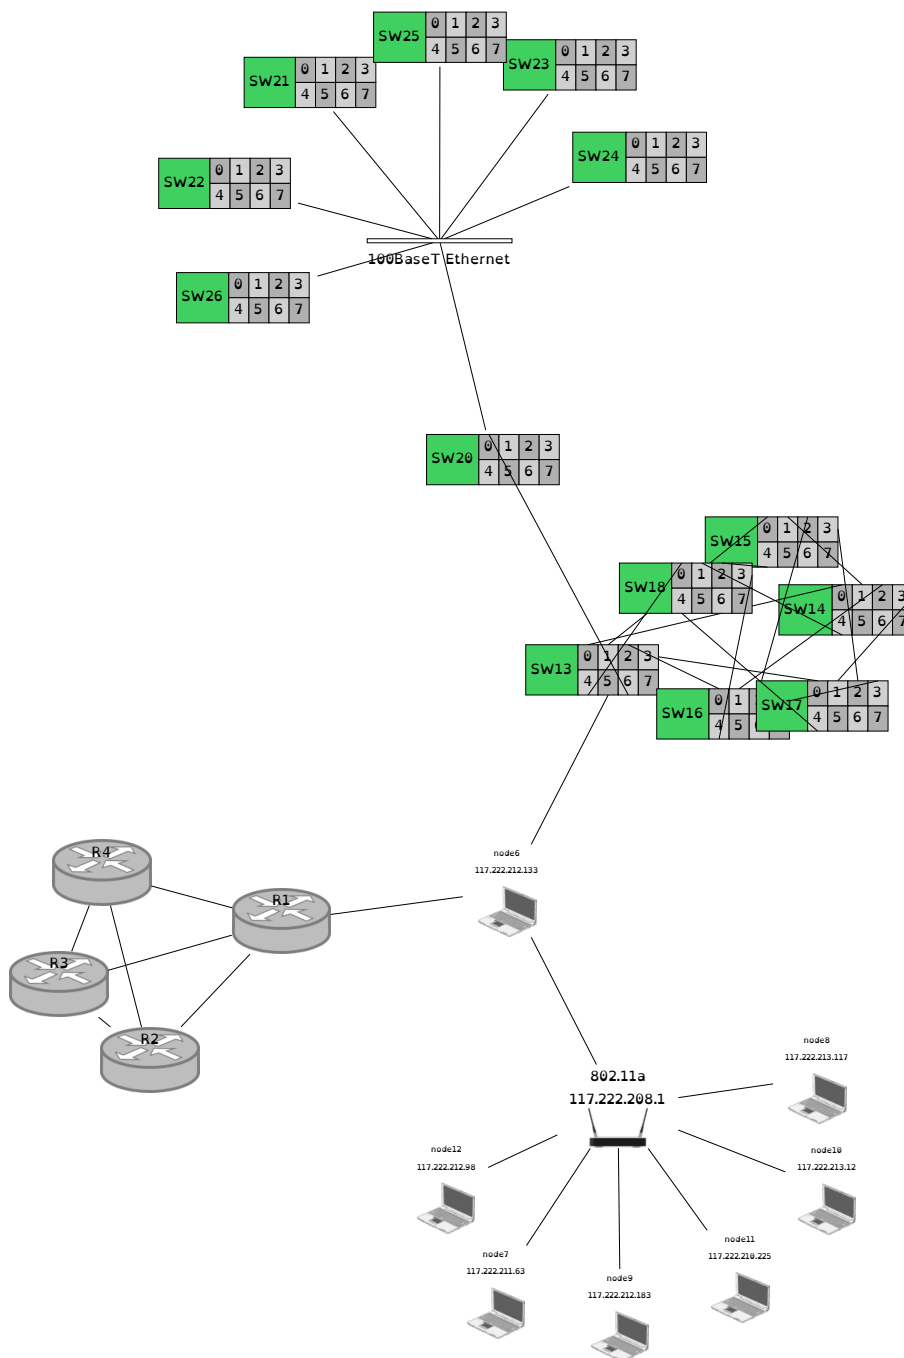 SW25 0 1 2 3
4 5 6 7
SW23 0 1 2 3
4 5 6 7
SW21 0 1 2 3
4 5 6 7
SW24 0 1 2 3
4 5 6 7
SW22 0 1 2 3
4 5 6 7
100BaseT Ethernet
SW26 0 1 2 3
4 5 6 7
SW20 0 1 2 3
4 5 6 7
SW15 0 1 2 3
4 5 6 7
SW18 0 1 2 3
4 5 6 7
SW14 0 1 2 3
4 5 6 7
SW13 0 1 2 3
4 5 6 7
SW16 0 1
4 5
SW17 0 1 2 3
4 5 6 7
node6
117.222.212.133
R4
R1
R3
R2
802.11a
117.222.208.1
node8
117.222.213.117
node12
117.222.212.98
node10
117.222.213.12
node7
117.222.211.63
node11
117.222.210.225
node9
117.222.212.183